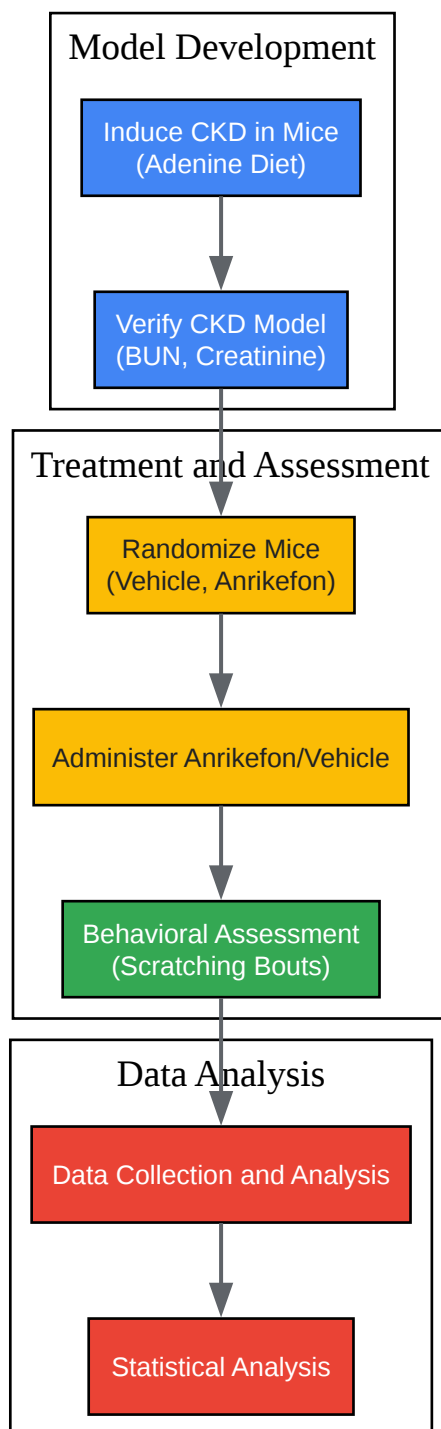 Model Development
Induce CKD in Mice
(Adenine Diet)
Verify CKD Model
(BUN, Creatinine)
Treatment and Assessment
Randomize Mice
(Vehicle, Anrikefon)
Administer Anrikefon/Vehicle
Behavioral Assessment
(Scratching Bouts)
Data Analysis
Data Collection and Analysis
Statistical Analysis